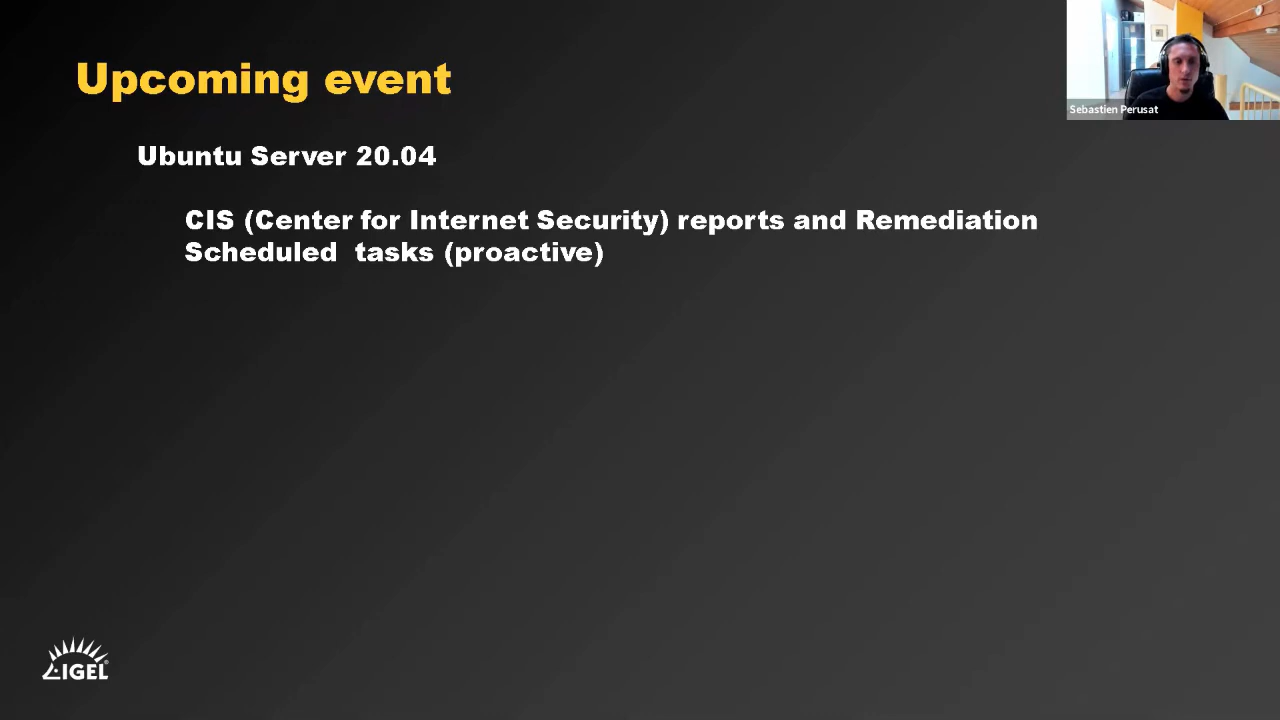 Upcoming event
Sebastien Perusat
Ubuntu Server 20.04
CIS (Center for Internet Security) reports and Remediation
Scheduled  tasks (proactive)
IGEL®